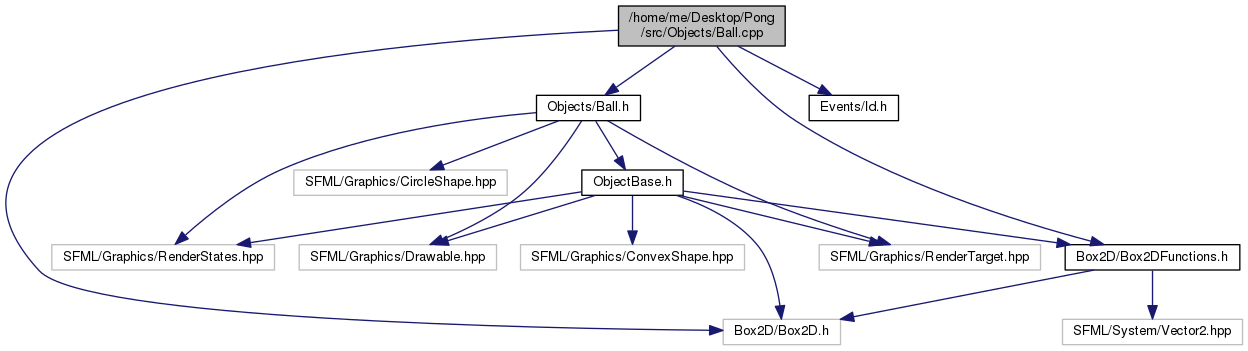 /home/me/Desktop/Pong
/src/Objects/Ball.cpp
Objects/Ball.h
Events/Id.h
SFML/Graphics/CircleShape.hpp
ObjectBase.h
SFML/Graphics/RenderStates.hpp
SFML/Graphics/Drawable.hpp
SFML/Graphics/ConvexShape.hpp
SFML/Graphics/RenderTarget.hpp
Box2D/Box2DFunctions.h
Box2D/Box2D.h
SFML/System/Vector2.hpp